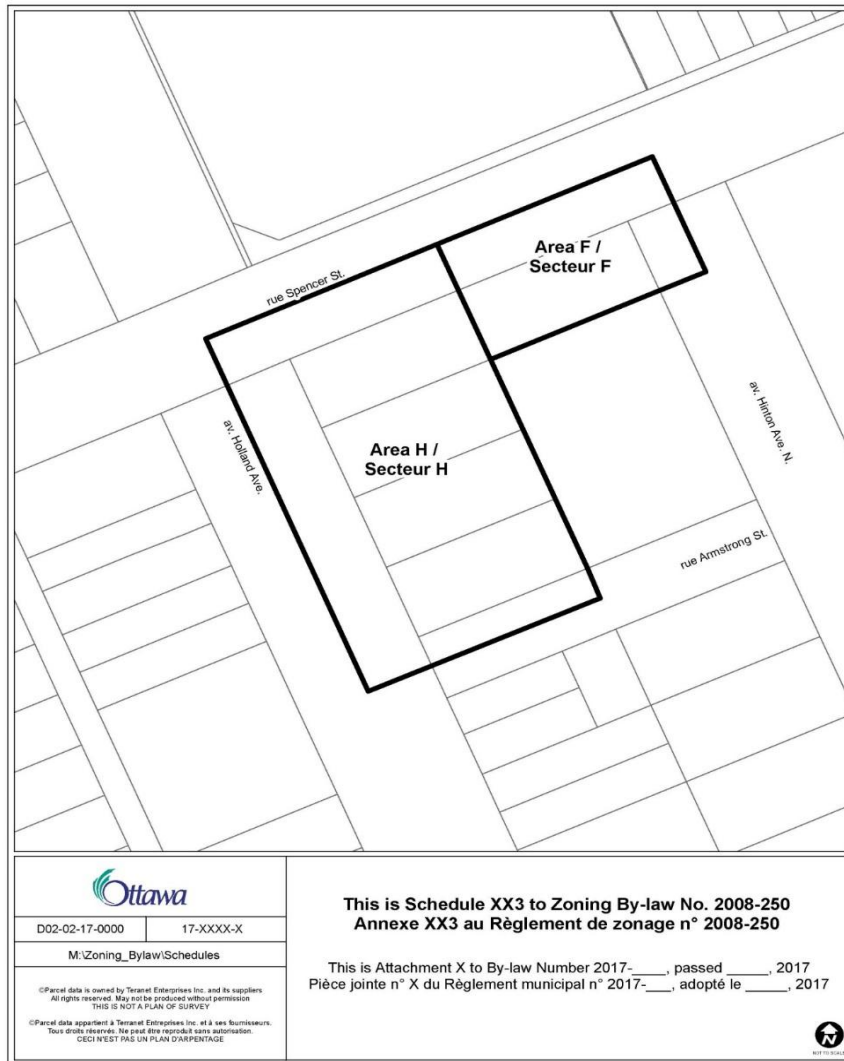 Area F /
Secteur F
rue Spencer St.
av. Holland Ave.
Area H /
Secteur H
av. Hinton Ave. N.
rue Armstrong St.
Ottawa
D02-02-17-0000
17-XXXX-X
M:\Zoning_Bylaw\Schedules
©Parcel data is owned by Teranet Enterprises Inc. and its suppliers
All rights reserved. May not be produced without permission
THIS IS NOT A PLAN OF SURVEY
©Parcel data appartient à Teranet Entreprises Inc. et à ses fournisseurs.
Tous droits réservés. Ne peut être reproduit sans autorisation.
CECI N'EST PAS UN PLAN D'ARPENTAGE
This is Schedule XX3 to Zoning By-law No. 2008-250
Annexe XX3 au Règlement de zonage n° 2008-250
This is Attachment X to By-law Number 2017-____, passed _____, 2017
Pièce jointe n° X du Règlement municipal n° 2017-___, adopté le _____, 2017
NOT TO SCALE